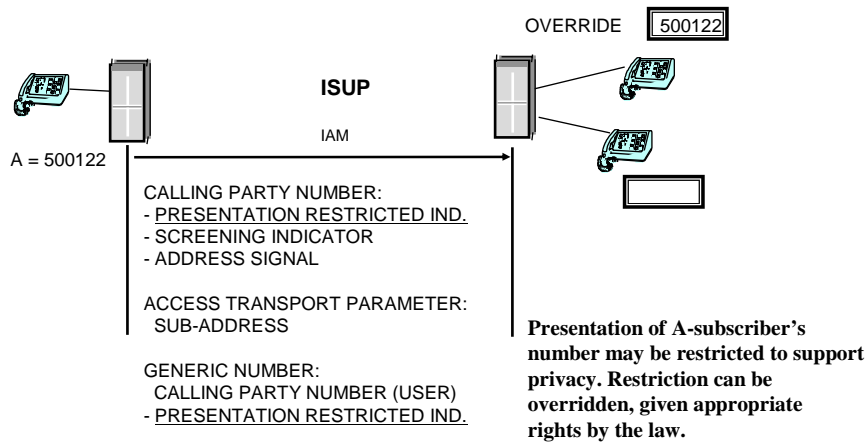 OVERRIDE 500122
ISUP
IAM
A = 500122
CALLING PARTY NUMBER:
- PRESENTATION RESTRICTED IND.
- SCREENING INDICATOR
- ADDRESS SIGNAL
ACCESS TRANSPORT PARAMETER:
SUB-ADDRESS
GENERIC NUMBER:
CALLING PARTY NUMBER (USER)
- PRESENTATION RESTRICTED IND.
Presentation of A-subscriber's
number may be restricted to support
privacy. Restriction can be
overridden, given appropriate
rights by the law.